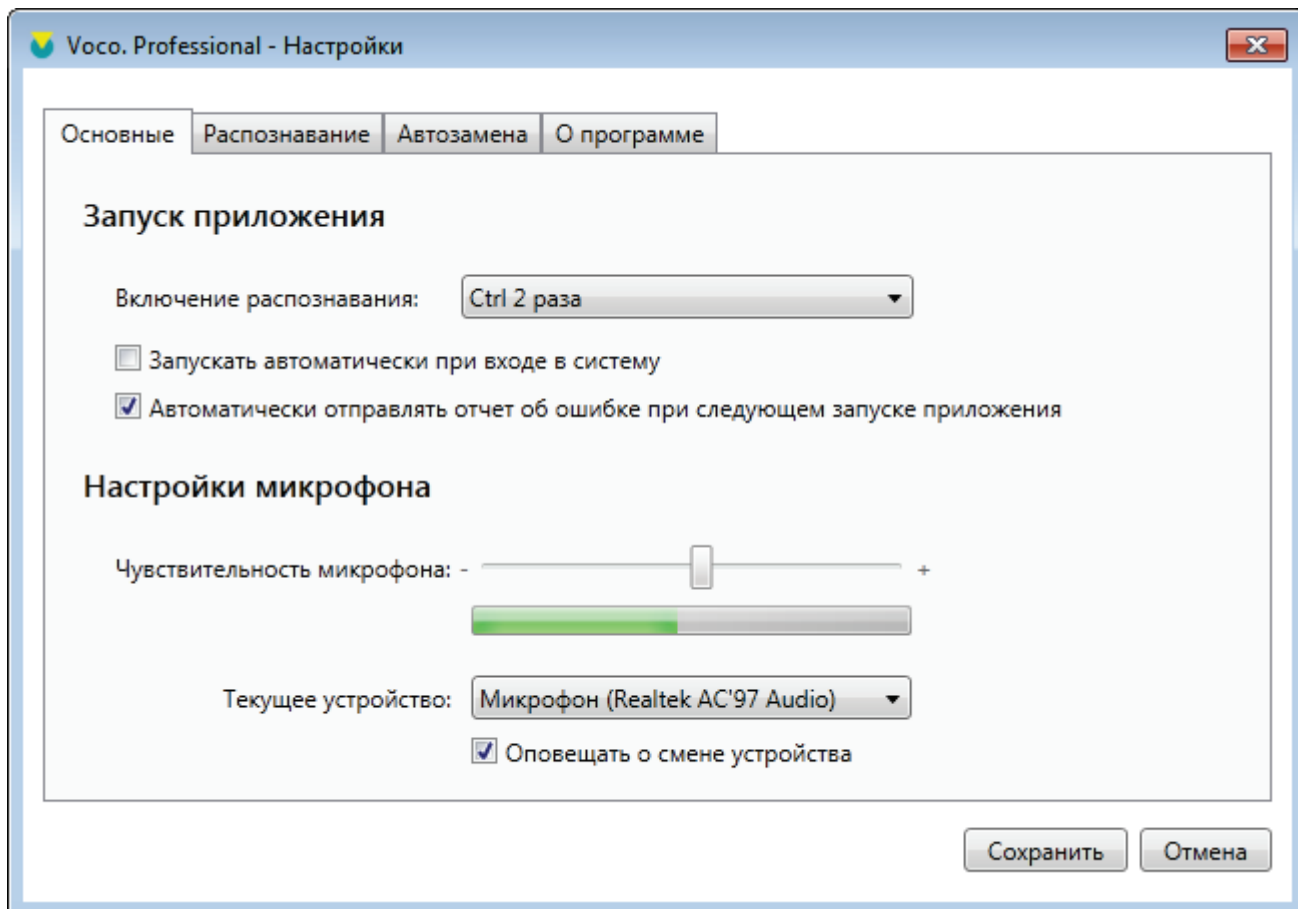 Voco. Professional - Настройки
Основные Распознавание Автозамена О программе
Запуск приложения
Включение распознавания: Ctrl 2 раза
Запускать автоматически при входе в систему
Автоматически отправлять отчет об ошибке при следующем запуске приложения
Настройки микрофона
Чувствительность микрофона: - +
Текущее устройство: Микрофон (Realtek AC'97 Audio)
Оповещать о смене устройства
Сохранить Отмена